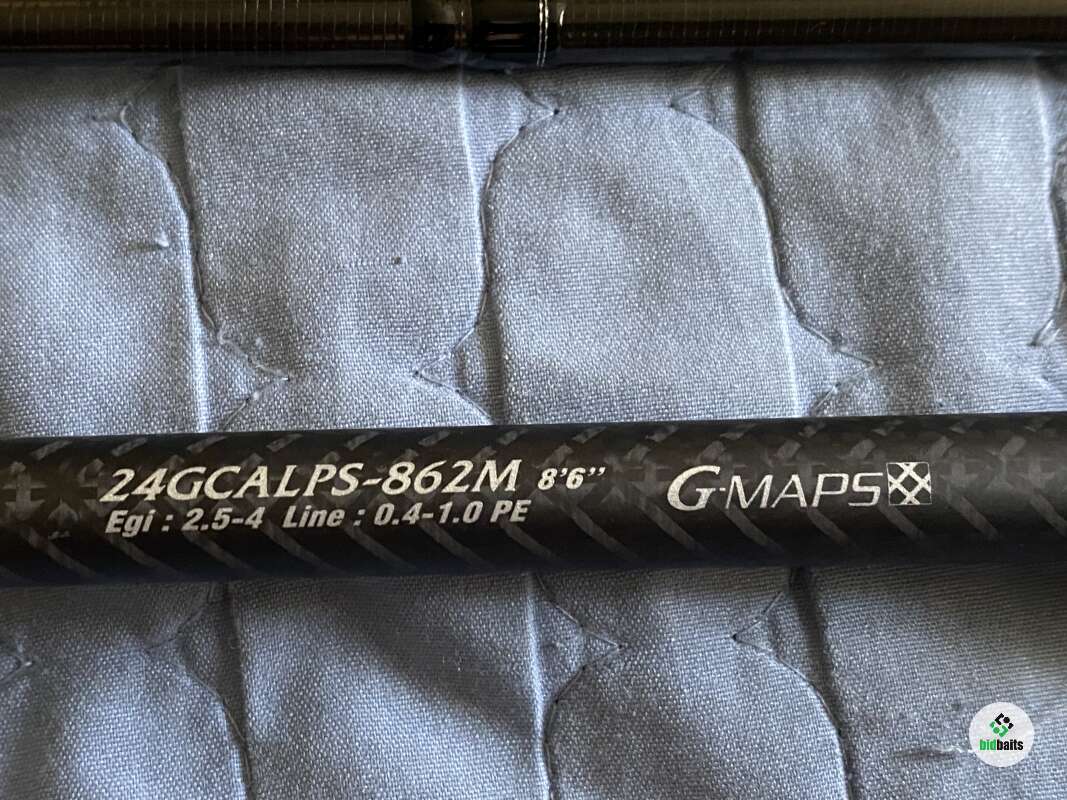 24GCALPS-862M 8'6"
Egi : 2.5-4 Line : 0.4-1.0 PE
G-MAPS
bidbaits